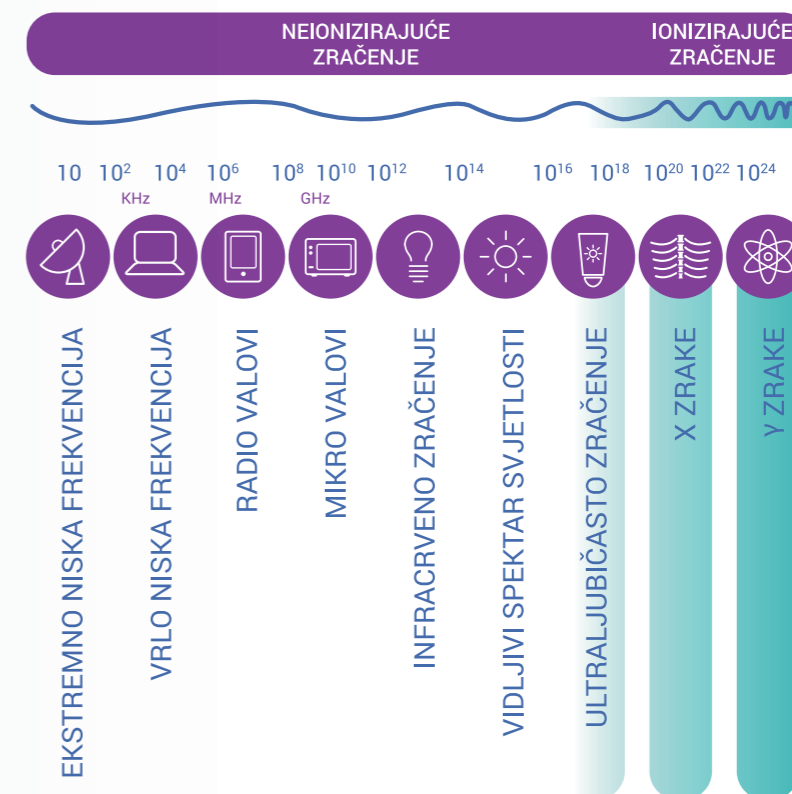 NEIONIZIRAJUĆE
ZRAČENJE
IONIZIRAJUĆE
ZRAČENJE
10 10² 10⁴ 10⁶ 10⁸ 10¹⁰ 10¹² 10¹⁴ 10¹⁶ 10¹⁸ 10²⁰ 10²² 10²⁴
KHz MHz GHz
EKSTREMNO NISKA FREKVENCIJA
VRLO NISKA FREKVENCIJA
RADIO VALOVI
MIKRO VALOVI
INFRACRVENO ZRAČENJE
VIDLJIVI SPEKTAR SVJETLOSTI
ULTRALJUBIČASTO ZRAČENJE
X ZRAKE
γ ZRAKE